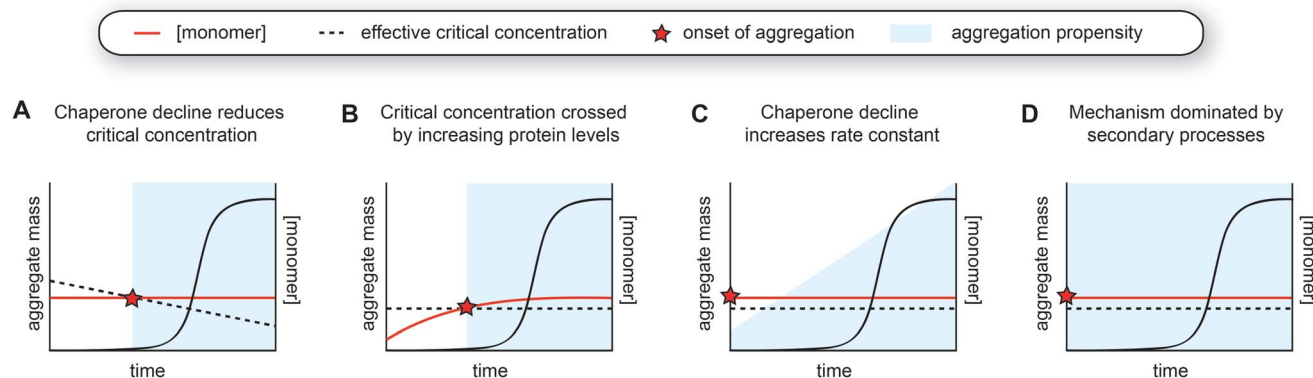 [monomer]
effective critical concentration
onset of aggregation
aggregation propensity
A
Chaperone decline reduces
critical concentration
aggregate mass
[monomer]
time
B
Critical concentration crossed
by increasing protein levels
aggregate mass
[monomer]
time
C
Chaperone decline
increases rate constant
aggregate mass
[monomer]
time
D
Mechanism dominated by
secondary processes
aggregate mass
[monomer]
time